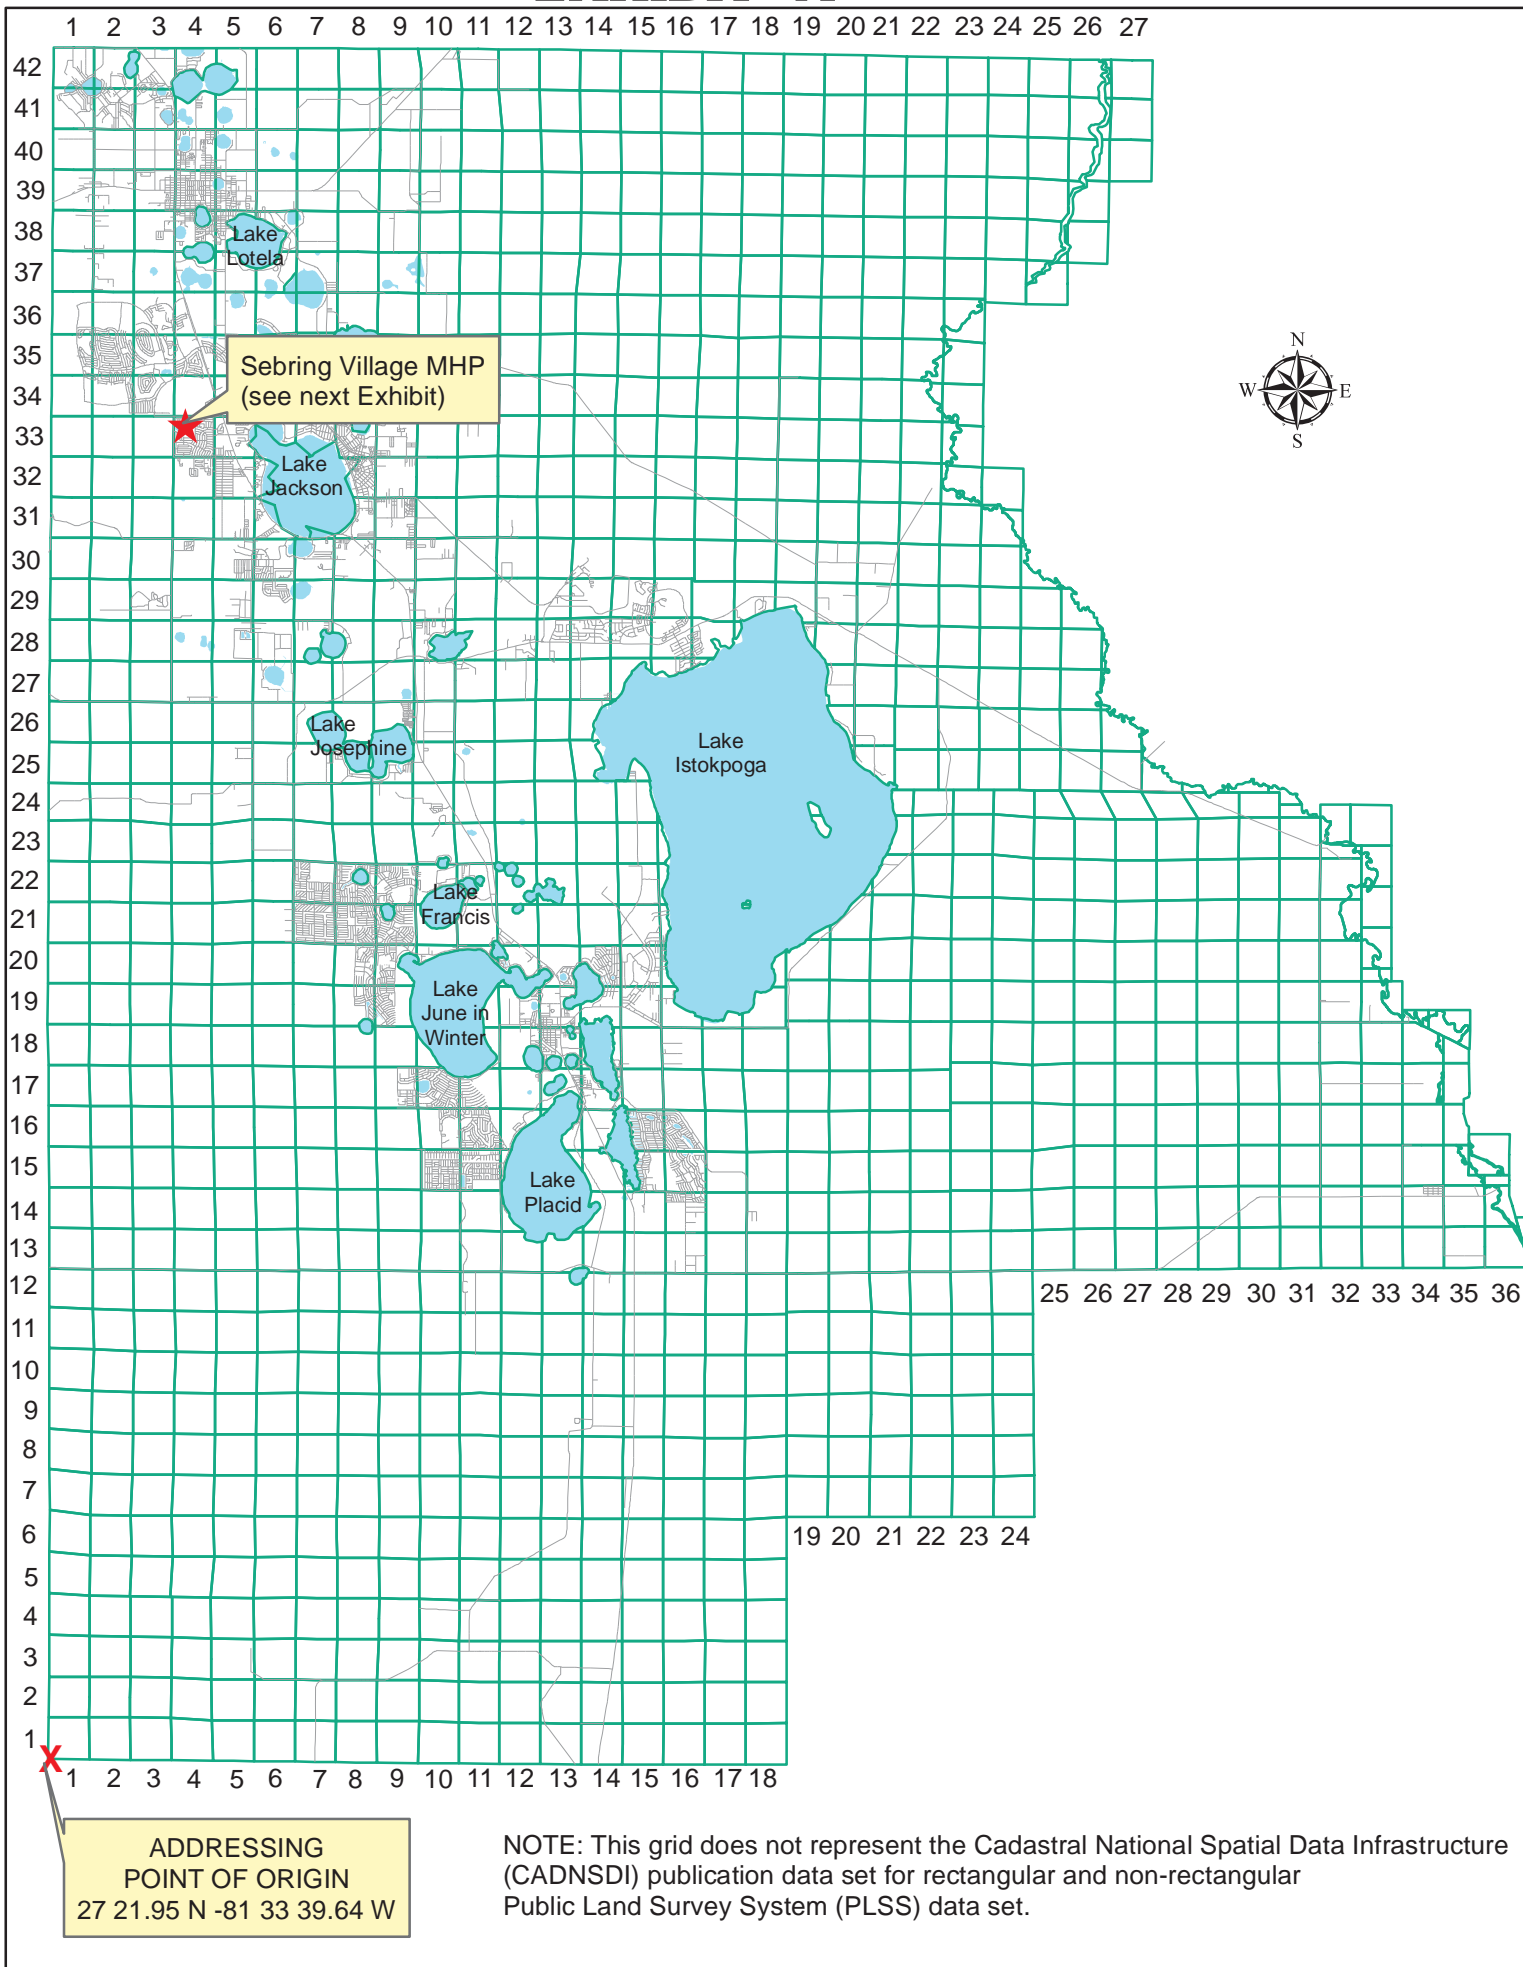 1 2 3 4 5 6 7 8 9 10 11 12 13 14 15 16 17 18 19 20 21 22 23 24 25 26 27
42
41
40
39
38
37
36
35
34
33
32
31
30
29
28
27
26
25
24
23
22
21
20
19
18
17
16
15
14
13
12
11
10
9
8
7
6
5
4
3
2
1
Lake
Lotela
Sebring Village MHP
(see next Exhibit)
N
W E
S
Lake
Jackson
Lake
Josephine
Lake
Istokpoga
Lake
Francis
Lake
June in
Winter
Lake
Placid
25 26 27 28 29 30 31 32 33 34 35 36
19 20 21 22 23 24
X
1 2 3 4 5 6 7 8 9 10 11 12 13 14 15 16 17 18
ADDRESSING
POINT OF ORIGIN
27 21.95 N -81 33 39.64 W
NOTE: This grid does not represent the Cadastral National Spatial Data Infrastructure
(CADNSDI) publication data set for rectangular and non-rectangular
Public Land Survey System (PLSS) data set.